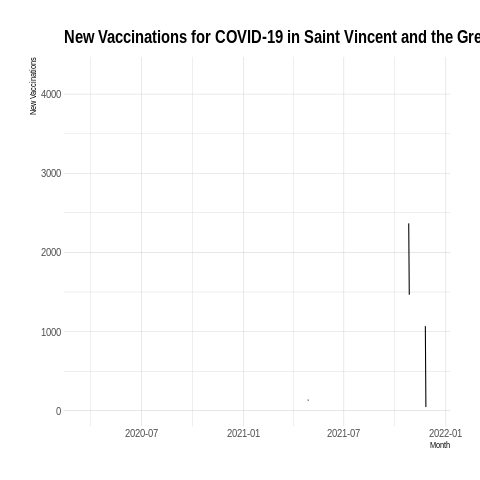 New Vaccinations for COVID-19 in Saint Vincent and the Gre
New Vaccinations
4000
3000
2000
1000
0
2020-07 2021-01 2021-07 2022-01
Month